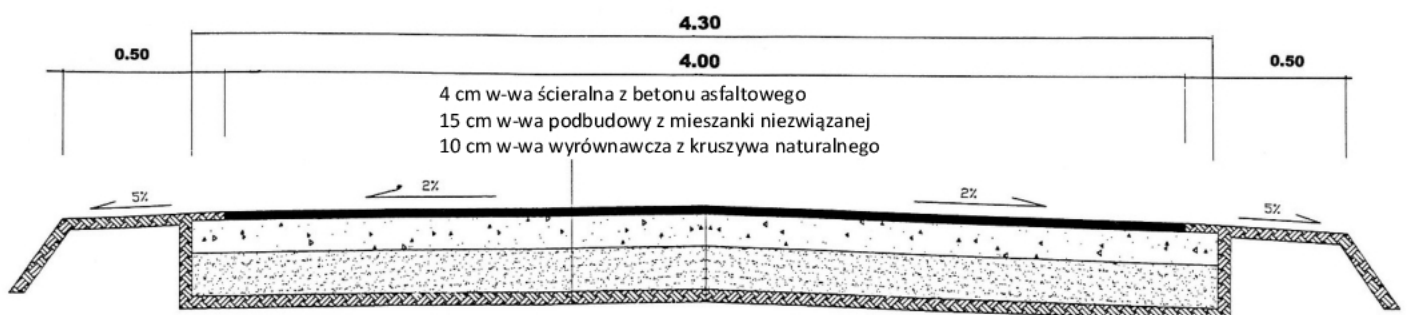 4.30
0.50
4.00
0.50
4 cm w-wa ścieralna z betonu asfaltowego
15 cm w-wa podbudowy z mieszanki niezwiązanej
10 cm w-wa wyrównawcza z kruszywa naturalnego
5%
2%
2%
5%